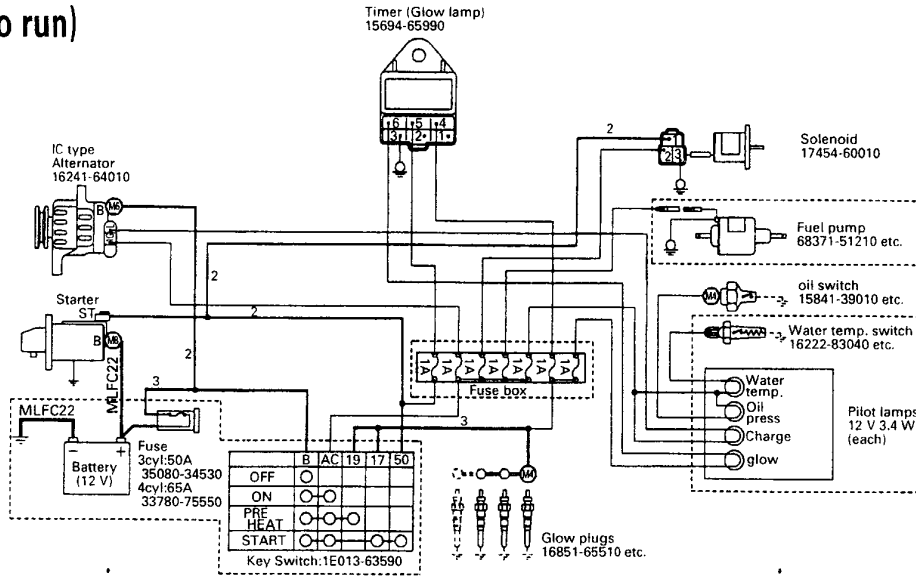 o run)
Timer (Glow lamp)
15694-65990
6 5 4
3 2 1
2
2 3
Solenoid
17454-60010
IC type
Alternator
16241-64010
B M6
Fuel pump
68371-51210 etc.
2
oil switch
15841-39010 etc.
M4
Starter
ST
2
Water temp. switch
16222-83040 etc.
B M8
2
MLFC22
1A 1A 1A 1A 1A 1A 1A
Fuse box
Water
temp.
Oil
press
Charge
glow
Pilot lamps
12 V 3.4 W
(each)
3
MLFC22
3
- +
Battery
(12 V)
Fuse
3cyl:50A
35080-34530
4cyl:65A
33780-75550
B AC 19 17 50
OFF
ON
PRE
HEAT
START
Key Switch:1E013-63590
M4
Glow plugs
16851-65510 etc.